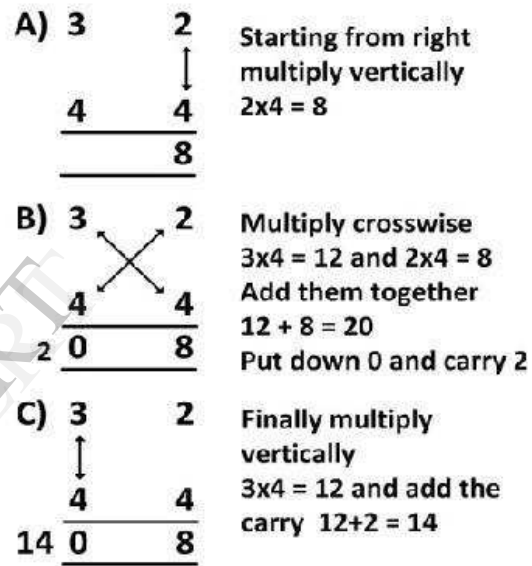 A) 3 2
Starting from right
multiply vertically
2x4 = 8
4 4
8
B) 3 2
Multiply crosswise
3x4 = 12 and 2x4 = 8
Add them together
12 + 8 = 20
Put down 0 and carry 2
4 4
2 0 8
C) 3 2
Finally multiply
vertically
3x4 = 12 and add the
carry 12+2 = 14
4 4
14 0 8